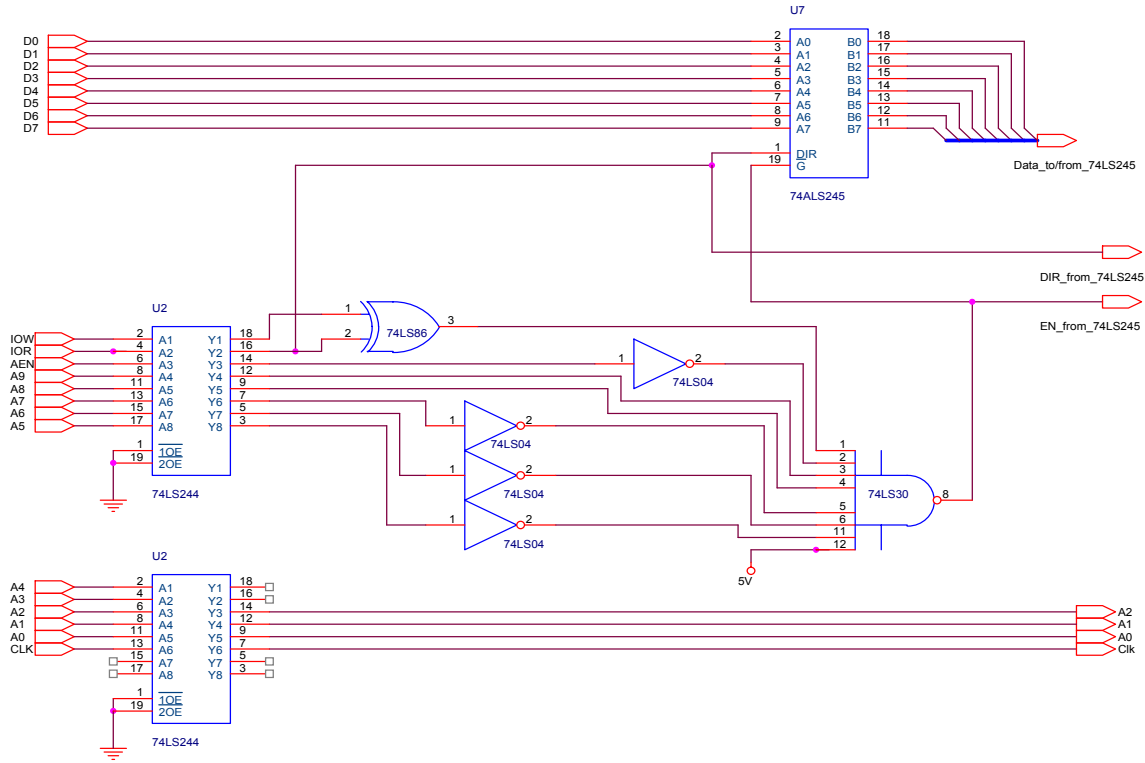 U7
D0 2 A0 B0 18
D1 3 A1 B1 17
D2 4 A2 B2 16
D3 5 A3 B3 15
D4 6 A4 B4 14
D5 7 A5 B5 13
D6 8 A6 B6 12
D7 9 A7 B7 11
1 DIR
19 G
Data_to/from_74LS245
74ALS245
DIR_from_74LS245
EN_from_74LS245
U2
1
2
74LS86
3
IOW 2 A1 Y1 18
IOR 4 A2 Y2 16
AEN 6 A3 Y3 14
A9 8 A4 Y4 12
A8 11 A5 Y5 9
A7 13 A6 Y6 7
A6 15 A7 Y7 5
A5 17 A8 Y8 3
1 1OE
19 2OE
74LS244
1 2
74LS04
1 2
74LS04
1 2
74LS04
1 2
74LS04
1
2
3
4
5
6
11
12
74LS30
8
5V
U2
A4 2 A1 Y1 18
A3 4 A2 Y2 16
A2 6 A3 Y3 14 A2
A1 8 A4 Y4 12 A1
A0 11 A5 Y5 9 A0
CLK 13 A6 Y6 7 Clk
15 A7 Y7 5
17 A8 Y8 3
1 1OE
19 2OE
74LS244